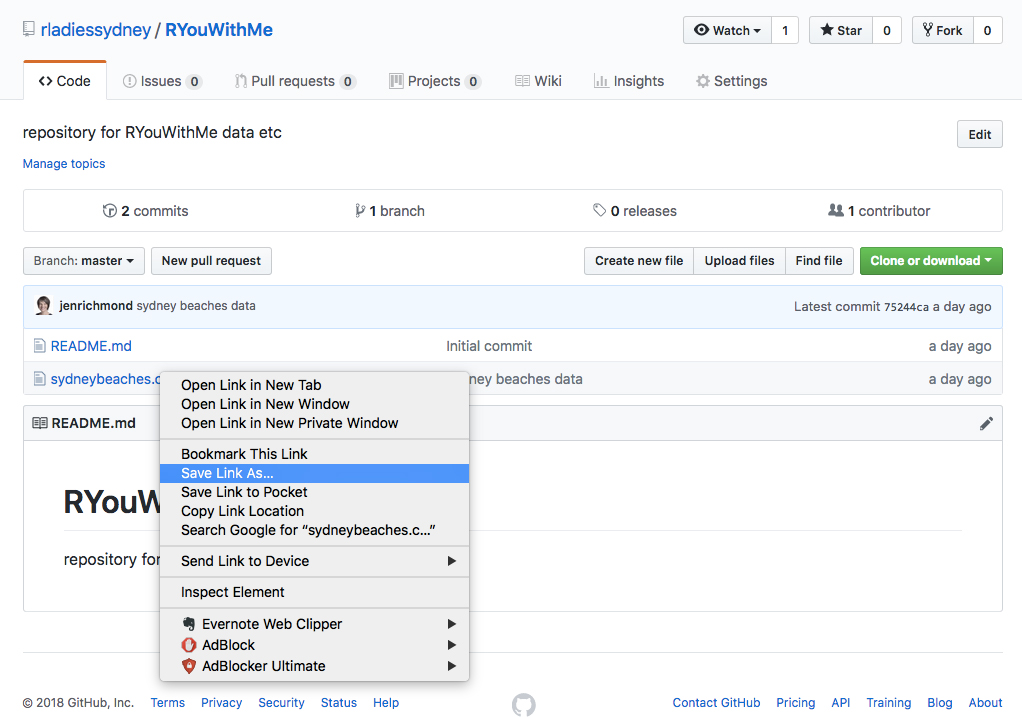 rladiessydney / RYouWithMe
Watch 1 Star 0 Fork 0
Code Issues 0 Pull requests 0 Projects 0 Wiki Insights Settings
repository for RYouWithMe data etc
Edit
Manage topics
2 commits 1 branch 0 releases 1 contributor
Branch: master New pull request Create new file Upload files Find file Clone or download
jenrichmond sydney beaches data Latest commit 75244ca a day ago
README.md Initial commit a day ago
sydneybeaches.c ney beaches data a day ago
README.md
Open Link in New Tab
Open Link in New Window
Open Link in New Private Window
Bookmark This Link
Save Link As...
Save Link to Pocket
Copy Link Location
Search Google for “sydneybeaches.c...”
Send Link to Device
Inspect Element
Evernote Web Clipper
AdBlock
AdBlocker Ultimate
RYouW
repository for
© 2018 GitHub, Inc. Terms Privacy Security Status Help Contact GitHub Pricing API Training Blog About